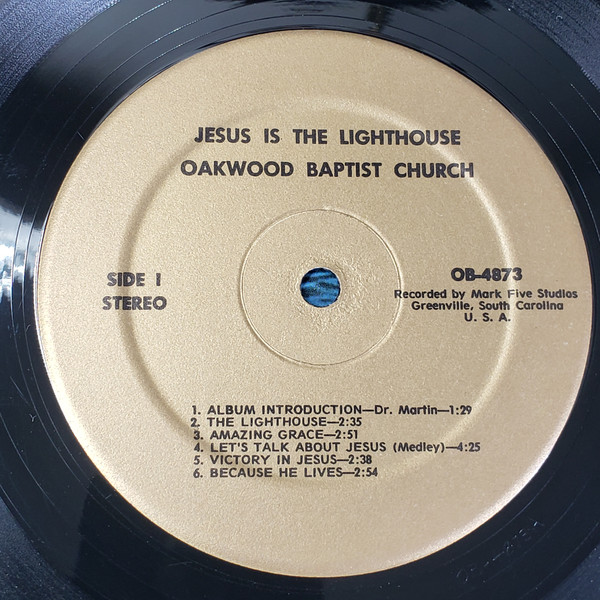 JESUS IS THE LIGHTHOUSE
OAKWOOD BAPTIST CHURCH
SIDE 1
STEREO
OB-4873
Recorded by Mark Five Studios
Greenville, South Carolina
U. S. A.
1. ALBUM INTRODUCTION—Dr. Martin—1:29
2. THE LIGHTHOUSE—2:35
3. AMAZING GRACE—2:51
4. LET'S TALK ABOUT JESUS (Medley)—4:25
5. VICTORY IN JESUS—2:38
6. BECAUSE HE LIVES—2:54